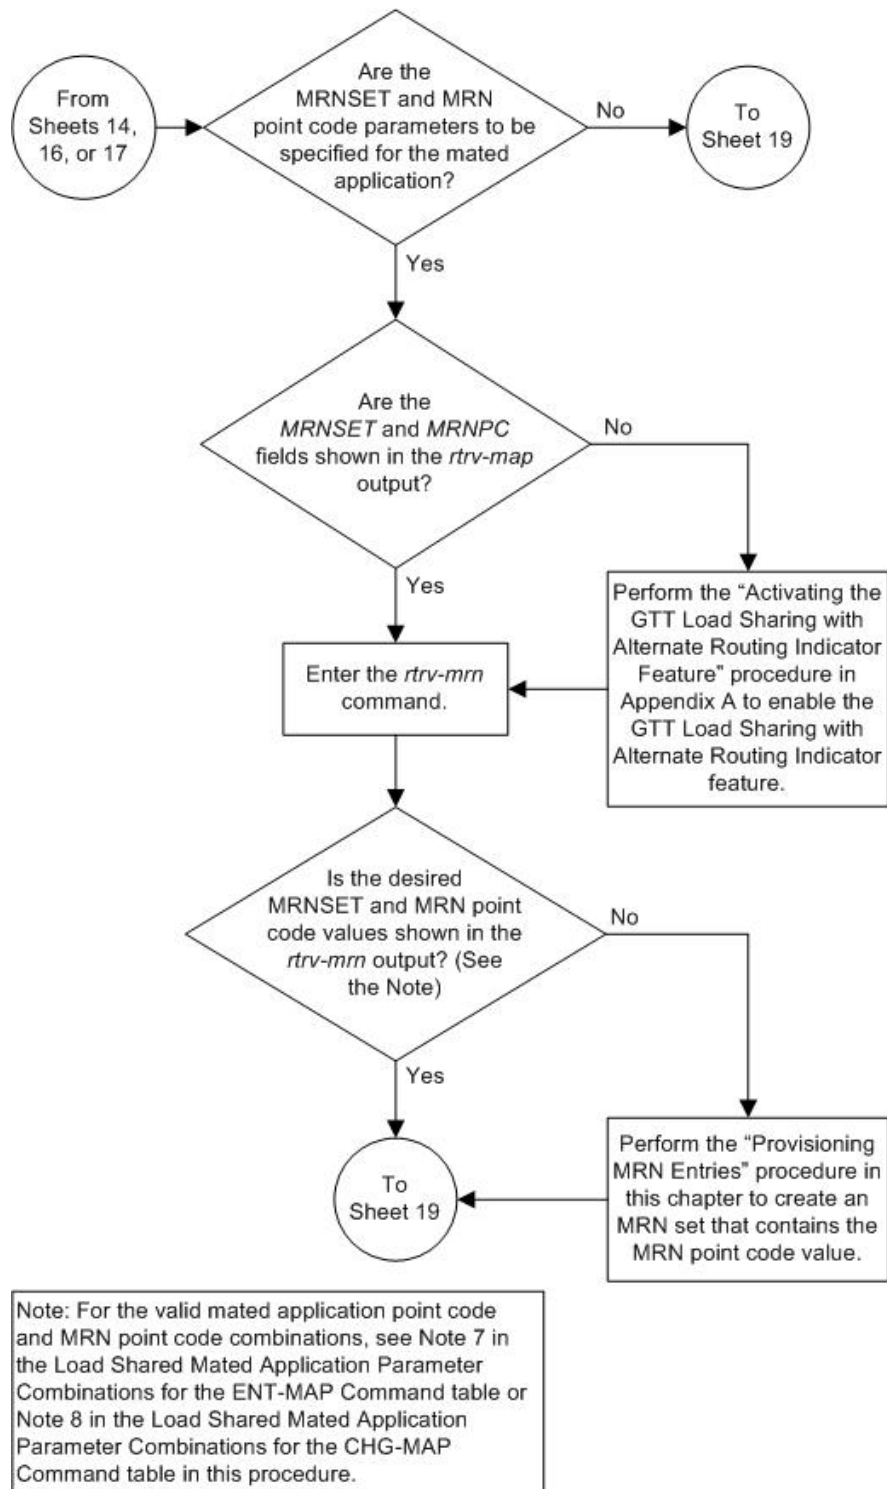 From
Sheets 14,
16, or 17
Are the
MRNSET and MRN
point code parameters to be
specified for the mated
application?
No
To
Sheet 19
Yes
Are the
MRNSET and MRNPC
fields shown in the rtrv-map
output?
No
Yes
Perform the “Activating the
GTT Load Sharing with
Alternate Routing Indicator
Feature” procedure in
Appendix A to enable the
GTT Load Sharing with
Alternate Routing Indicator
feature.
Enter the rtrv-mrn
command.
Is the desired
MRNSET and MRN point
code values shown in the
rtrv-mrn output? (See
the Note)
No
Yes
To
Sheet 19
Perform the “Provisioning
MRN Entries” procedure in
this chapter to create an
MRN set that contains the
MRN point code value.
Note: For the valid mated application point code
and MRN point code combinations, see Note 7 in
the Load Shared Mated Application Parameter
Combinations for the ENT-MAP Command table or
Note 8 in the Load Shared Mated Application
Parameter Combinations for the CHG-MAP
Command table in this procedure.